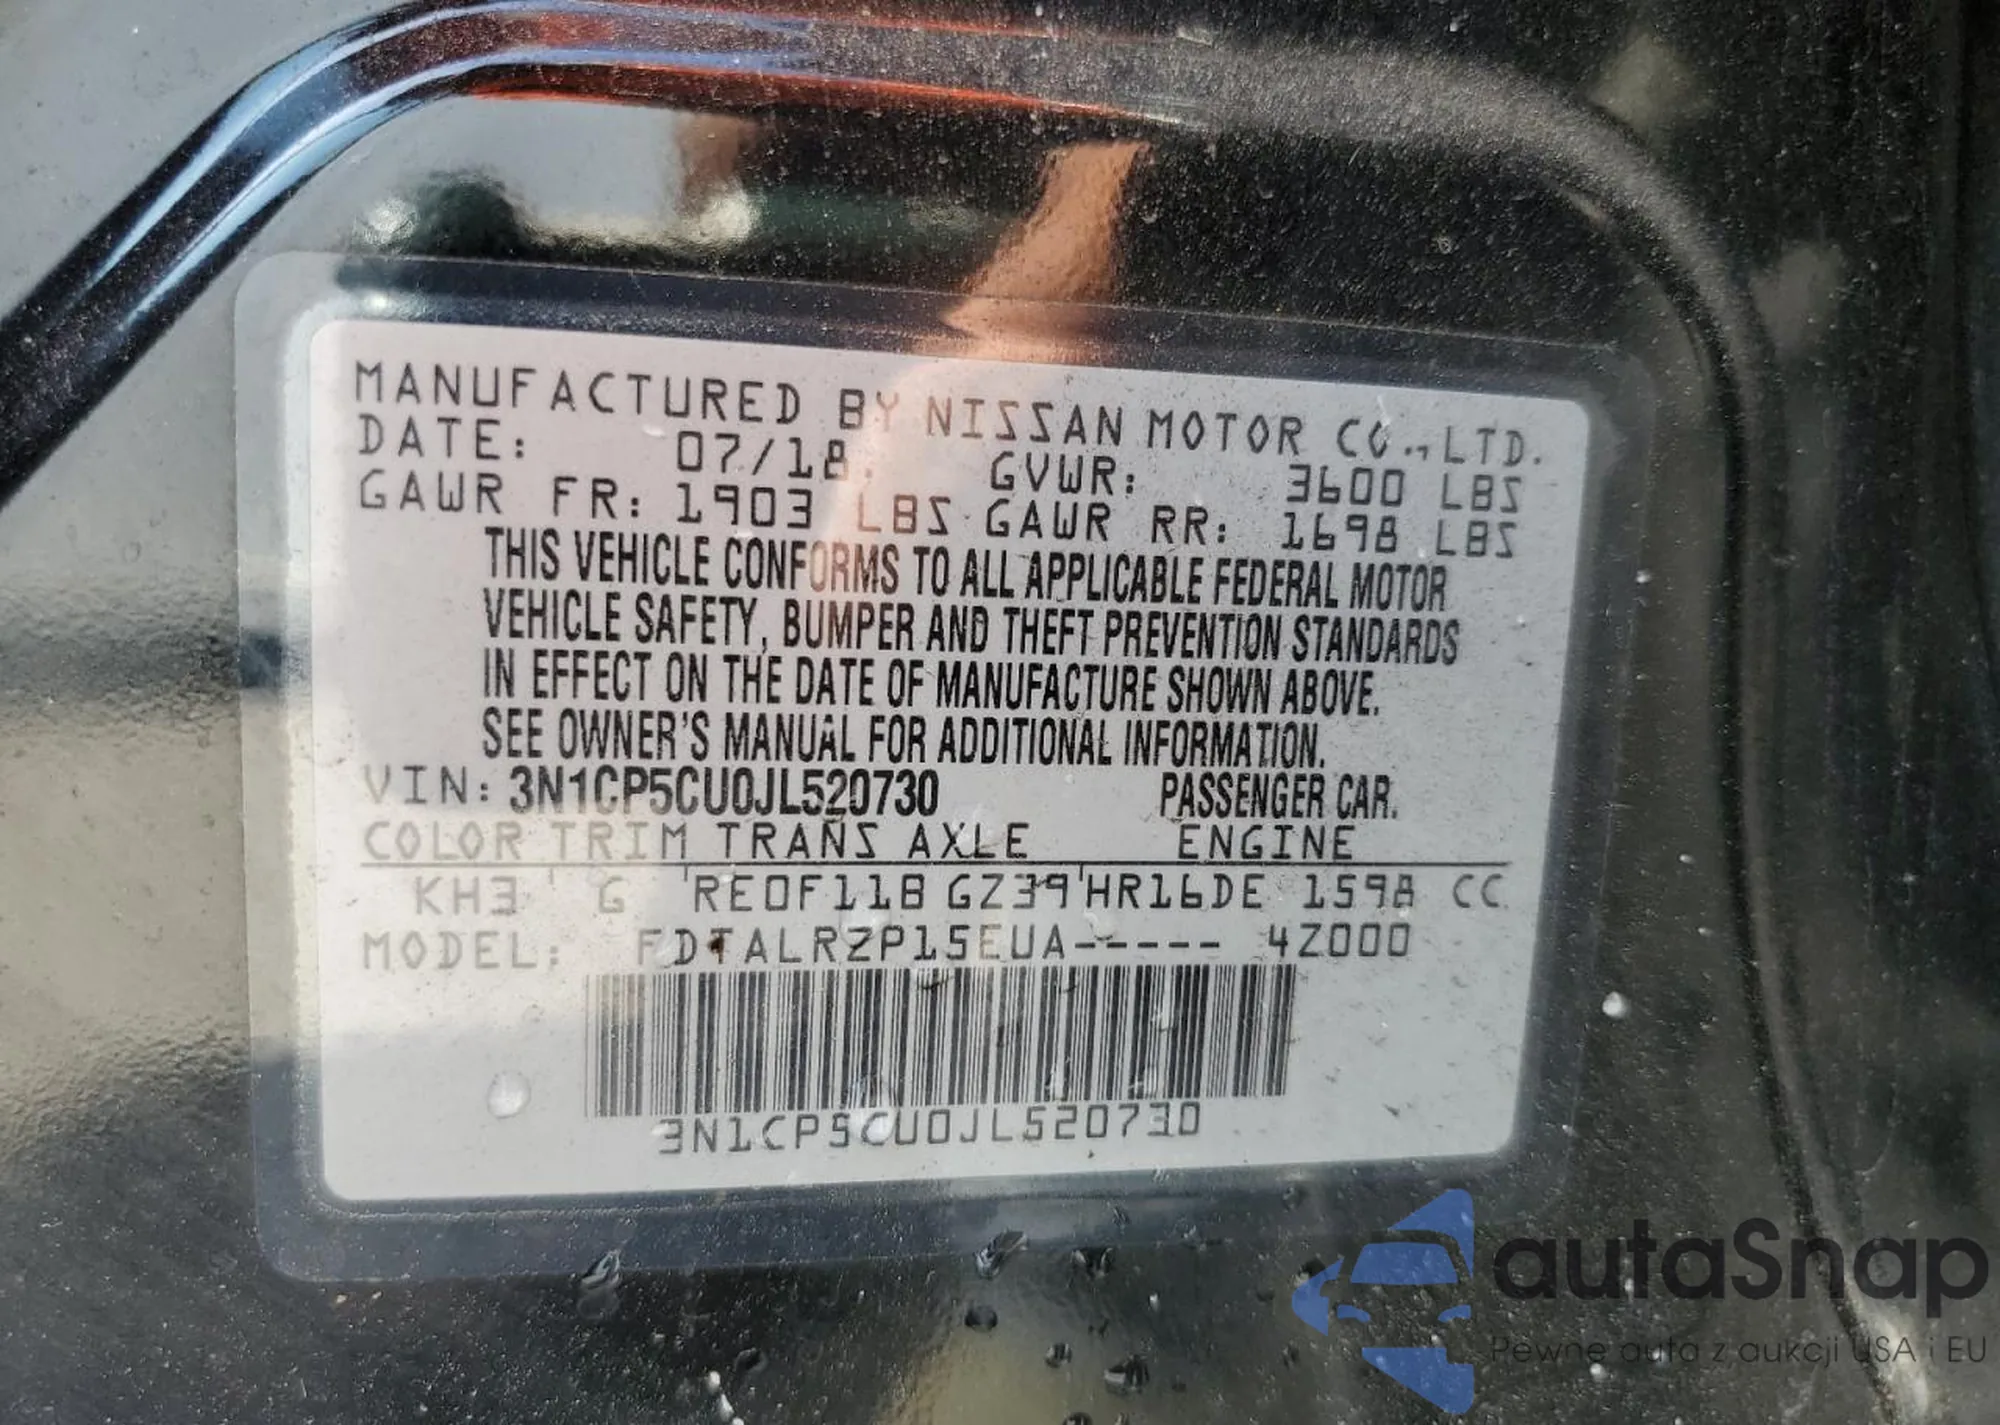 MANUFACTURED BY NISSAN MOTOR CO., LTD.
DATE: 07/18. GVWR: 3600 LBS
GAWR FR: 1903 LBS GAWR RR: 1698 LBS
THIS VEHICLE CONFORMS TO ALL APPLICABLE FEDERAL MOTOR
VEHICLE SAFETY, BUMPER AND THEFT PREVENTION STANDARDS
IN EFFECT ON THE DATE OF MANUFACTURE SHOWN ABOVE.
SEE OWNER'S MANUAL FOR ADDITIONAL INFORMATION.
VIN: 3N1CP5CU0JL520730 PASSENGER CAR.
COLOR TRIM TRANS AXLE ENGINE
KH3 G RE0F11B GZ39 HR16DE 1598 CC
MODEL: FDTALRZP15EUA----- 4Z000
3N1CP5CU0JL520730
autaSnap
Pewne auta z aukcji USA i EU